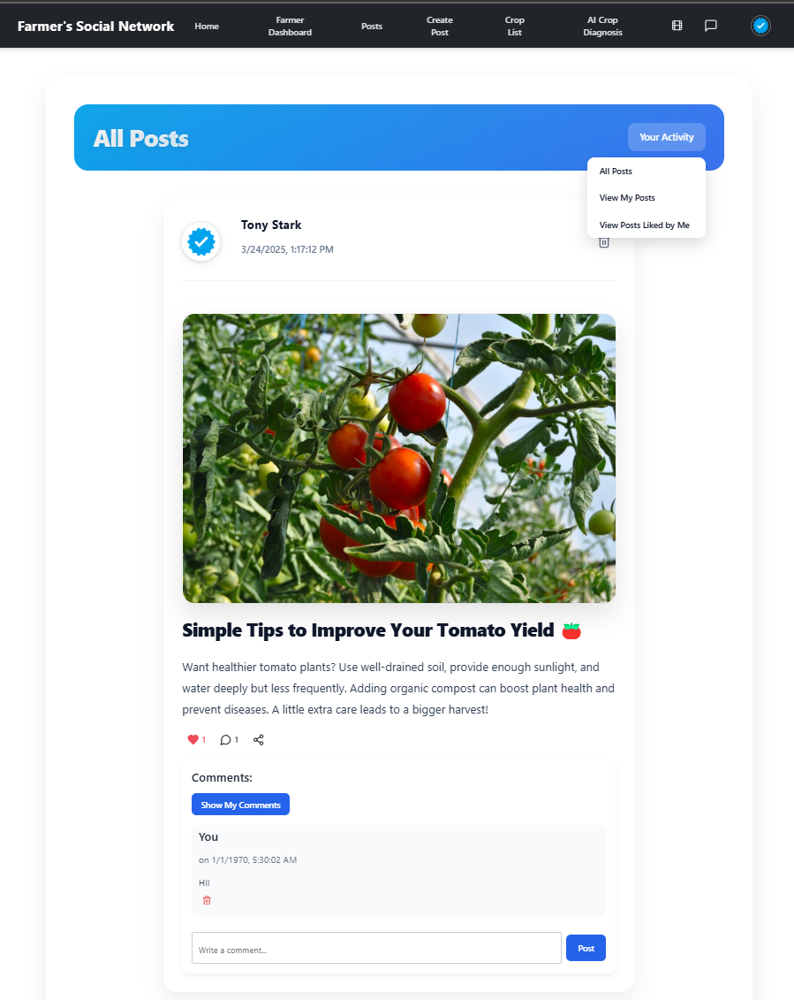 Farmer's Social Network
Home
Farmer
Dashboard
Posts
Create
Post
Crop
List
AI Crop
Diagnosis
All Posts
Your Activity
All Posts
View My Posts
View Posts Liked by Me
Tony Stark
3/24/2025, 1:17:12 PM
Simple Tips to Improve Your Tomato Yield 🍅
Want healthier tomato plants? Use well-drained soil, provide enough sunlight, and
water deeply but less frequently. Adding organic compost can boost plant health and
prevent diseases. A little extra care leads to a bigger harvest!
1
1
Comments:
Show My Comments
You
on 1/1/1970, 5:30:02 AM
HII
Write a comment...
Post